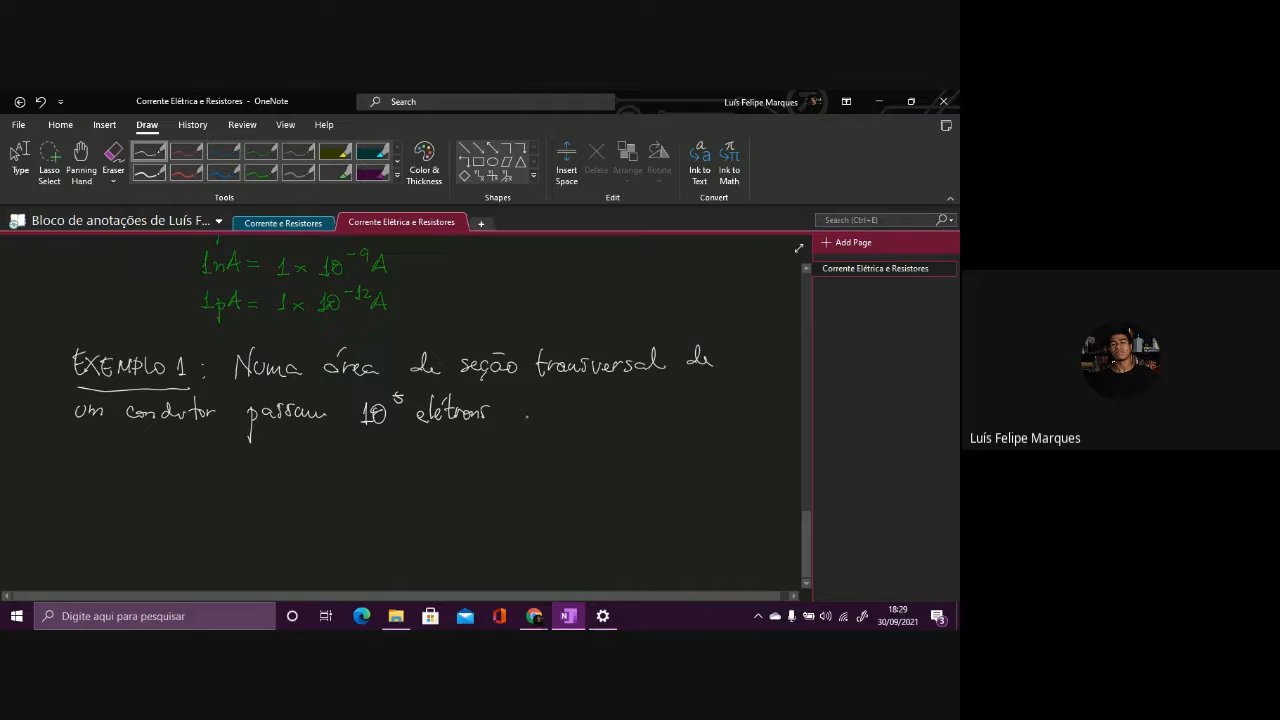 Corrente Elétrica e Resistores - OneNote
Search
Luís Felipe Marques
File Home Insert Draw History Review View Help
Type
Lasso Select
Panning Hand
Eraser
Color & Thickness
Insert Space
Delete
Arrange
Rotate
Ink to Text
Ink to Math
Tools
Shapes
Edit
Convert
Bloco de anotações de Luís F...
Corrente e Resistores
Corrente Elétrica e Resistores
Search (Ctrl+E)
Add Page
Corrente Elétrica e Resistores
1nA = 1 × 10⁻⁹A
1pA = 1 × 10⁻¹²A
EXEMPLO 1: Numa área de seção transversal de
um condutor passam 10⁵ elétrons
Luís Felipe Marques
Digite aqui para pesquisar
18:29
30/09/2021
3